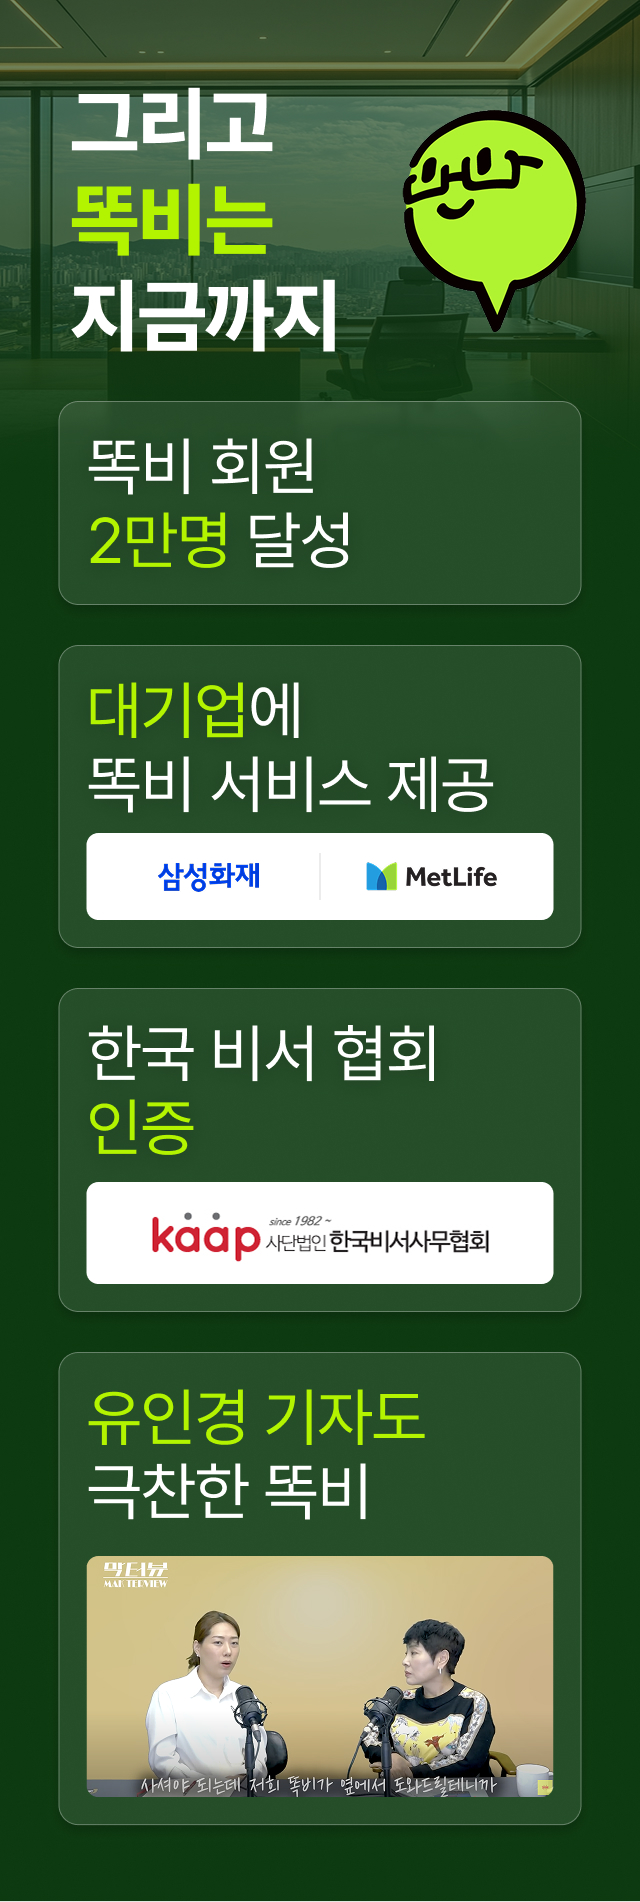 그리고
똑비는
지금까지
똑비 회원
2만명 달성
대기업에
똑비 서비스 제공
삼성화재
MetLife
한국 비서 협회
인증
kaap
since 1982 ~
사단법인 한국비서사무협회
유인경 기자도
극찬한 똑비
막터뷰
MAKTERVIEW
사셔야 되는데 저희 똑비가 옆에서 도와드릴테니까